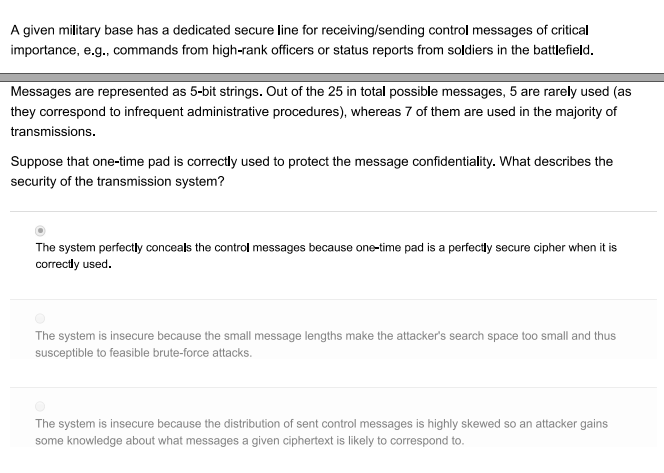 A given military base has a dedicated secure line for receiving/sending control messages of critical
importance, e.g., commands from high-rank officers or status reports from soldiers in the battlefield.
Messages are represented as 5-bit strings. Out of the 25 in total possible messages, 5 are rarely used (as
they correspond to infrequent administrative procedures), whereas 7 of them are used in the majority of
transmissions.
Suppose that one-time pad is correctly used to protect the message confidentiality. What describes the
security of the transmission system?
The system perfectly conceals the control messages because one-time pad is a perfectly secure cipher when it is
correctly used.
The system is insecure because the small message lengths make the attacker's search space too small and thus
susceptible to feasible brute-force attacks.
The system is insecure because the distribution of sent control messages is highly skewed so an attacker gains
some knowledge about what messages a given ciphertext is likely to correspond to.